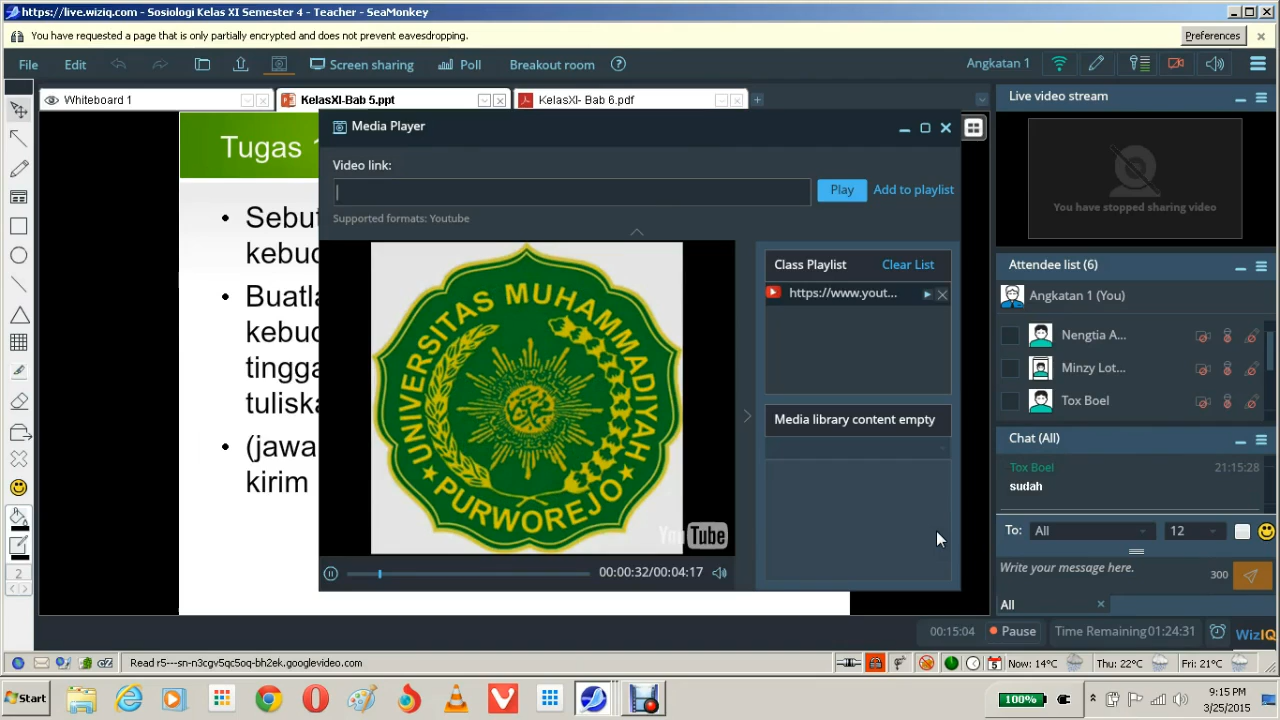 https://live.wiziq.com - Sosiologi Kelas XI Semester 4 - Teacher - SeaMonkey
You have requested a page that is only partially encrypted and does not prevent eavesdropping.
Preferences
File
Edit
Screen sharing
Poll
Breakout room
Angkatan 1
Whiteboard 1
KelasXI-Bab 5.ppt
KelasXI- Bab 6.pdf
Live video stream
You have stopped sharing video
Tugas 1
Sebut
kebud
Buatla
kebud
tingga
tuliska
(jawa
kirim
Media Player
Video link:
Play
Add to playlist
Supported formats: Youtube
UNIVERSITAS MUHAMMADIYAH
PURWOREJO
YouTube
00:00:32/00:04:17
Class Playlist
Clear List
https://www.yout...
Media library content empty
Attendee list (6)
Angkatan 1 (You)
Nengtia A...
Minzy Lot...
Tox Boel
Chat (All)
Tox Boel
21:15:28
sudah
To:
All
12
Write your message here.
300
All
2
00:15:04
Pause
Time Remaining 01:24:31
WizIQ
Read r5---sn-n3cgv5qc5oq-bh2ek.googlevideo.com
Now: 14°C
Thu: 22°C
Fri: 21°C
Start
100%
9:15 PM
3/25/2015